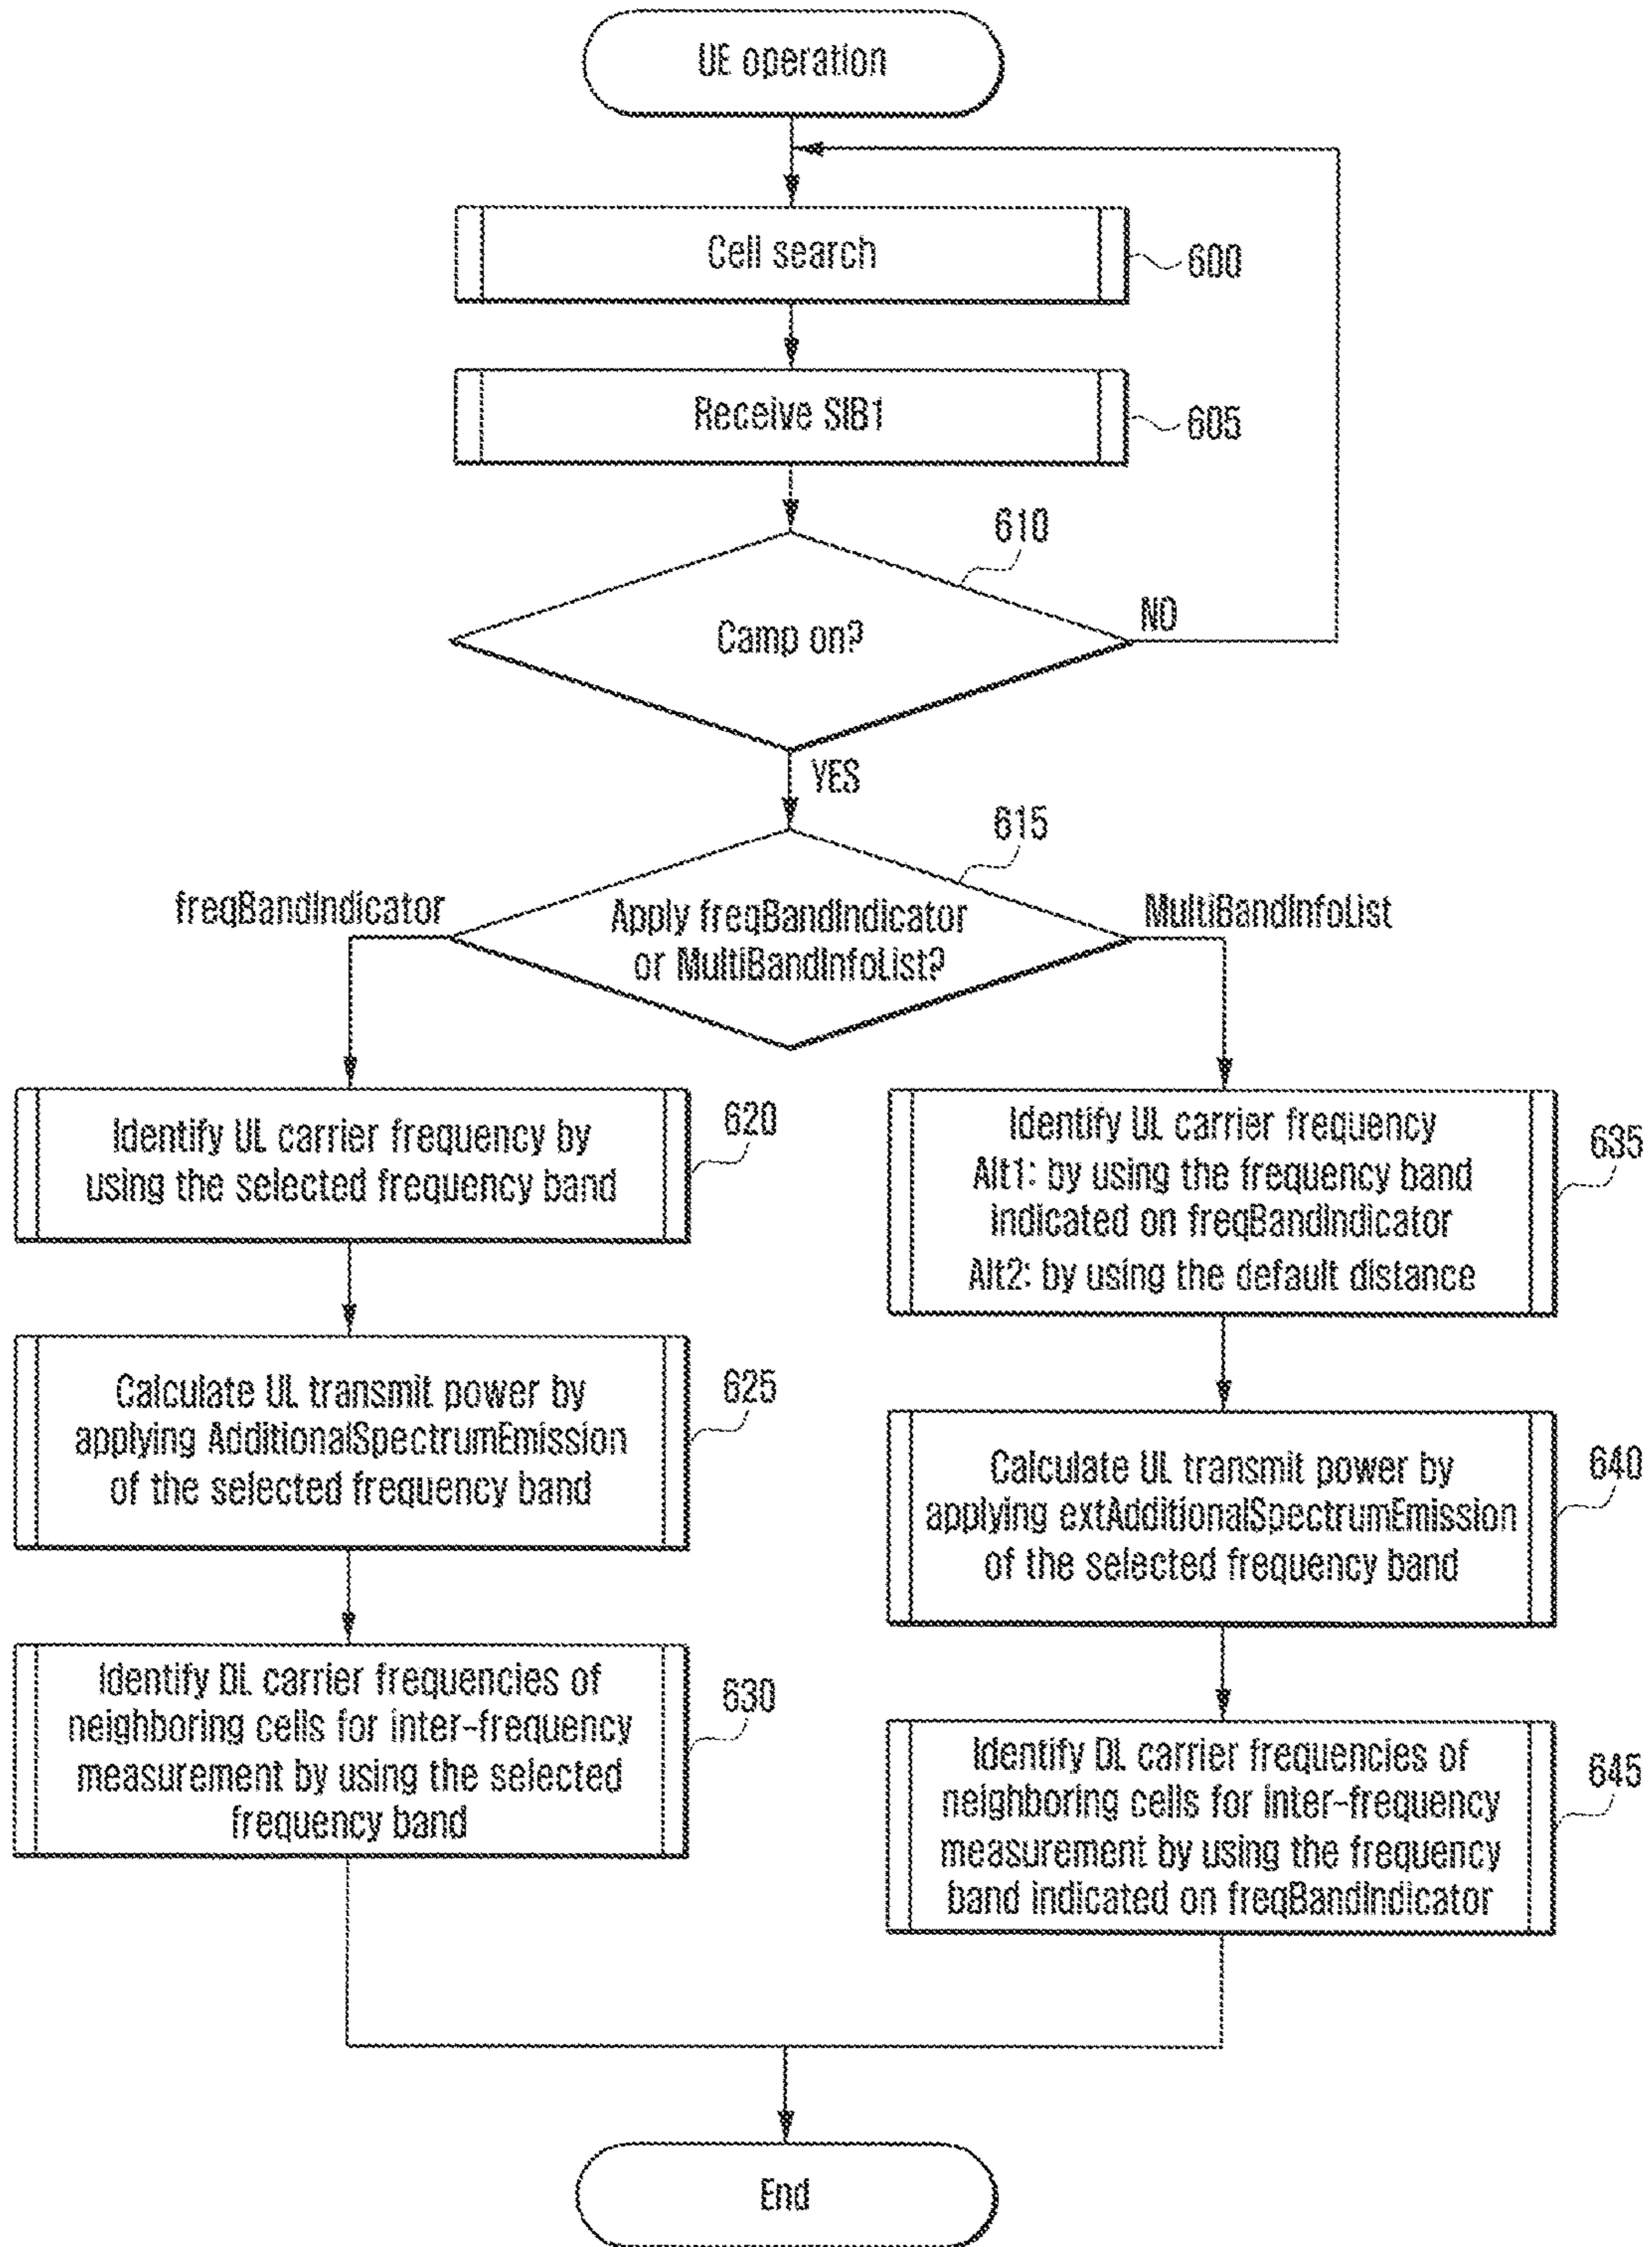 UE operation
Cell search
600
Receive SIB1
605
610
Camp on?
NO
YES
615
freqBandIndicator
Apply freqBandIndicator
or MultiBandInfoList?
MultiBandInfoList
Identify UL carrier frequency by
using the selected frequency band
620
Calculate UL transmit power by
applying AdditionalSpectrumEmission
of the selected frequency band
625
Identify DL carrier frequencies of
neighboring cells for inter-frequency
measurement by using the selected
frequency band
630
Identify UL carrier frequency
Alt1: by using the frequency band
indicated on freqBandIndicator
Alt2: by using the default distance
635
Calculate UL transmit power by
applying extAdditionalSpectrumEmission
of the selected frequency band
640
Identify DL carrier frequencies of
neighboring cells for inter-frequency
measurement by using the frequency
band indicated on freqBandIndicator
645
End